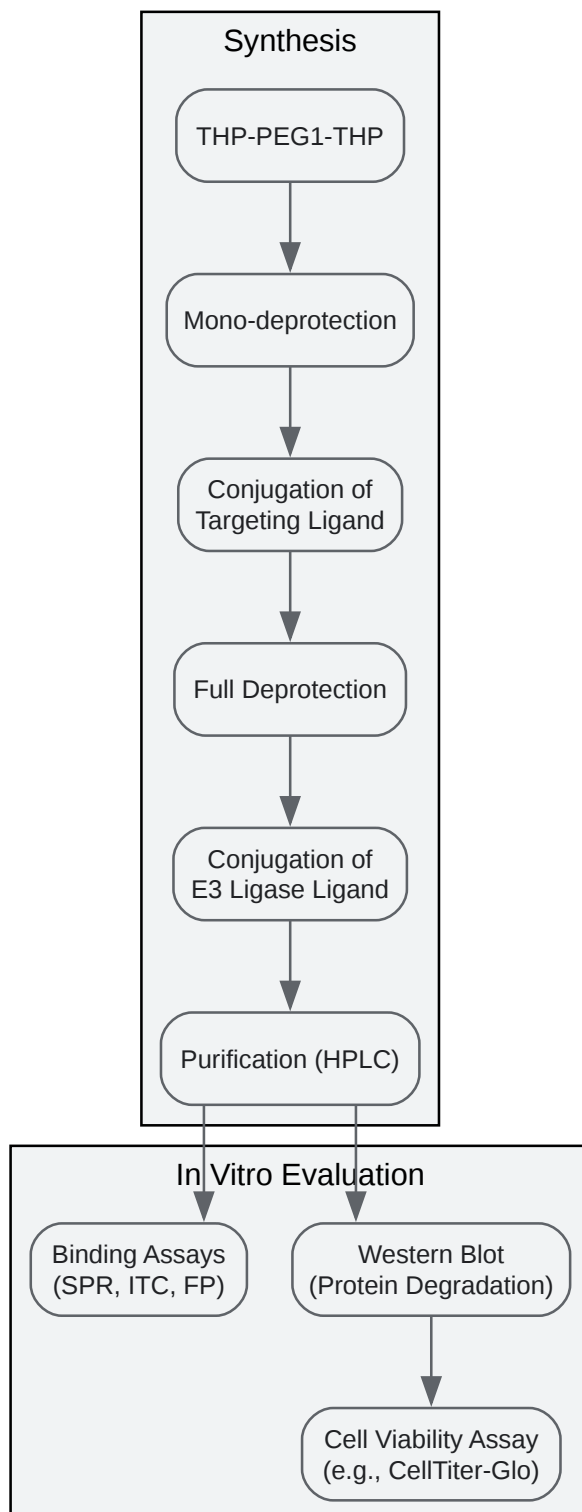 Synthesis
THP-PEG1-THP
Mono-deprotection
Conjugation of
Targeting Ligand
Full Deprotection
Conjugation of
E3 Ligase Ligand
Purification (HPLC)
In Vitro Evaluation
Binding Assays
(SPR, ITC, FP)
Western Blot
(Protein Degradation)
Cell Viability Assay
(e.g., CellTiter-Glo)